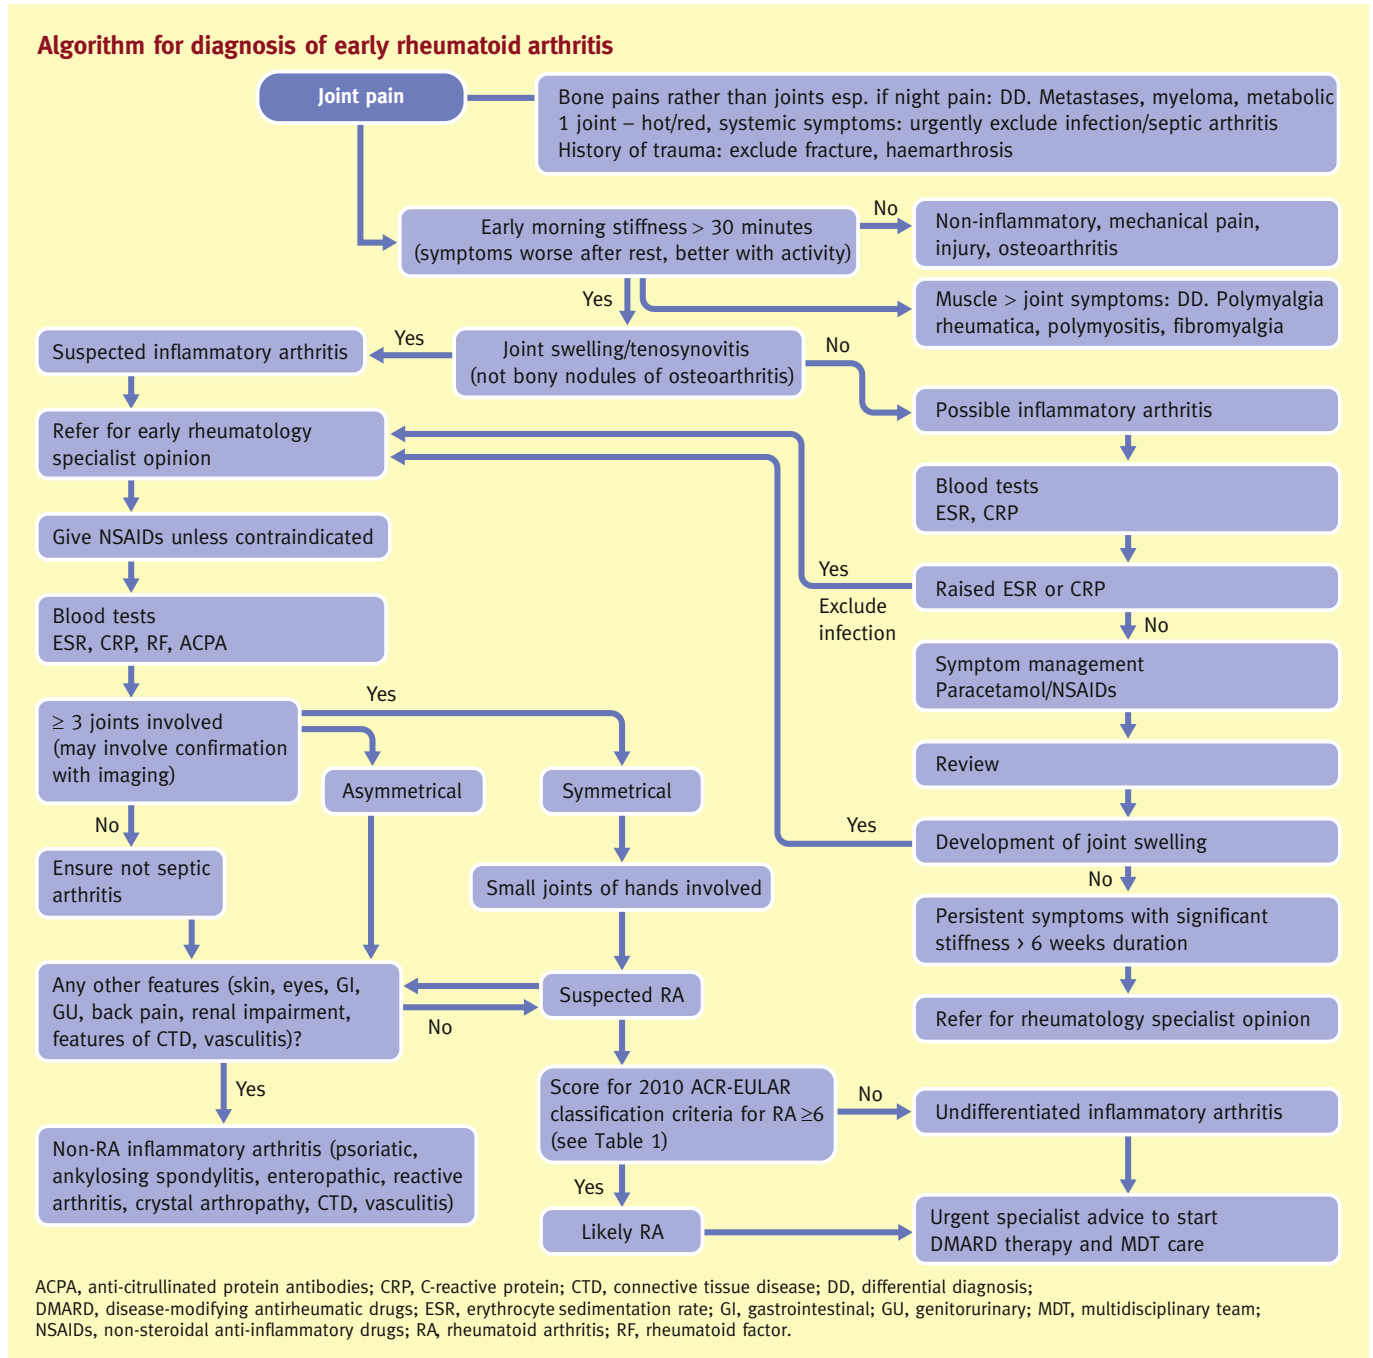 Algorithm for diagnosis of early rheumatoid arthritis
Joint pain
Bone pains rather than joints esp. if night pain: DD. Metastases, myeloma, metabolic
1 joint – hot/red, systemic symptoms: urgently exclude infection/septic arthritis
History of trauma: exclude fracture, haemarthrosis
Early morning stiffness > 30 minutes
(symptoms worse after rest, better with activity)
No
Non-inflammatory, mechanical pain,
injury, osteoarthritis
Yes
Muscle > joint symptoms: DD. Polymyalgia
rheumatica, polymyositis, fibromyalgia
Suspected inflammatory arthritis
Yes
Joint swelling/tenosynovitis
(not bony nodules of osteoarthritis)
No
Possible inflammatory arthritis
Refer for early rheumatology
specialist opinion
Blood tests
ESR, CRP
Give NSAIDs unless contraindicated
Yes
Exclude
infection
Raised ESR or CRP
No
Blood tests
ESR, CRP, RF, ACPA
Symptom management
Paracetamol/NSAIDs
Yes
≥ 3 joints involved
(may involve confirmation
with imaging)
Review
Asymmetrical
Symmetrical
No
Yes
Development of joint swelling
No
Ensure not septic
arthritis
Small joints of hands involved
Persistent symptoms with significant
stiffness > 6 weeks duration
Any other features (skin, eyes, GI,
GU, back pain, renal impairment,
features of CTD, vasculitis)?
No
Suspected RA
Refer for rheumatology specialist opinion
Yes
Score for 2010 ACR-EULAR
classification criteria for RA ≥6
(see Table 1)
No
Undifferentiated inflammatory arthritis
Non-RA inflammatory arthritis (psoriatic,
ankylosing spondylitis, enteropathic, reactive
arthritis, crystal arthropathy, CTD, vasculitis)
Yes
Likely RA
Urgent specialist advice to start
DMARD therapy and MDT care
ACPA, anti-citrullinated protein antibodies; CRP, C-reactive protein; CTD, connective tissue disease; DD, differential diagnosis;
DMARD, disease-modifying antirheumatic drugs; ESR, erythrocyte sedimentation rate; GI, gastrointestinal; GU, genitorurinary; MDT, multidisciplinary team;
NSAIDs, non-steroidal anti-inflammatory drugs; RA, rheumatoid arthritis; RF, rheumatoid factor.